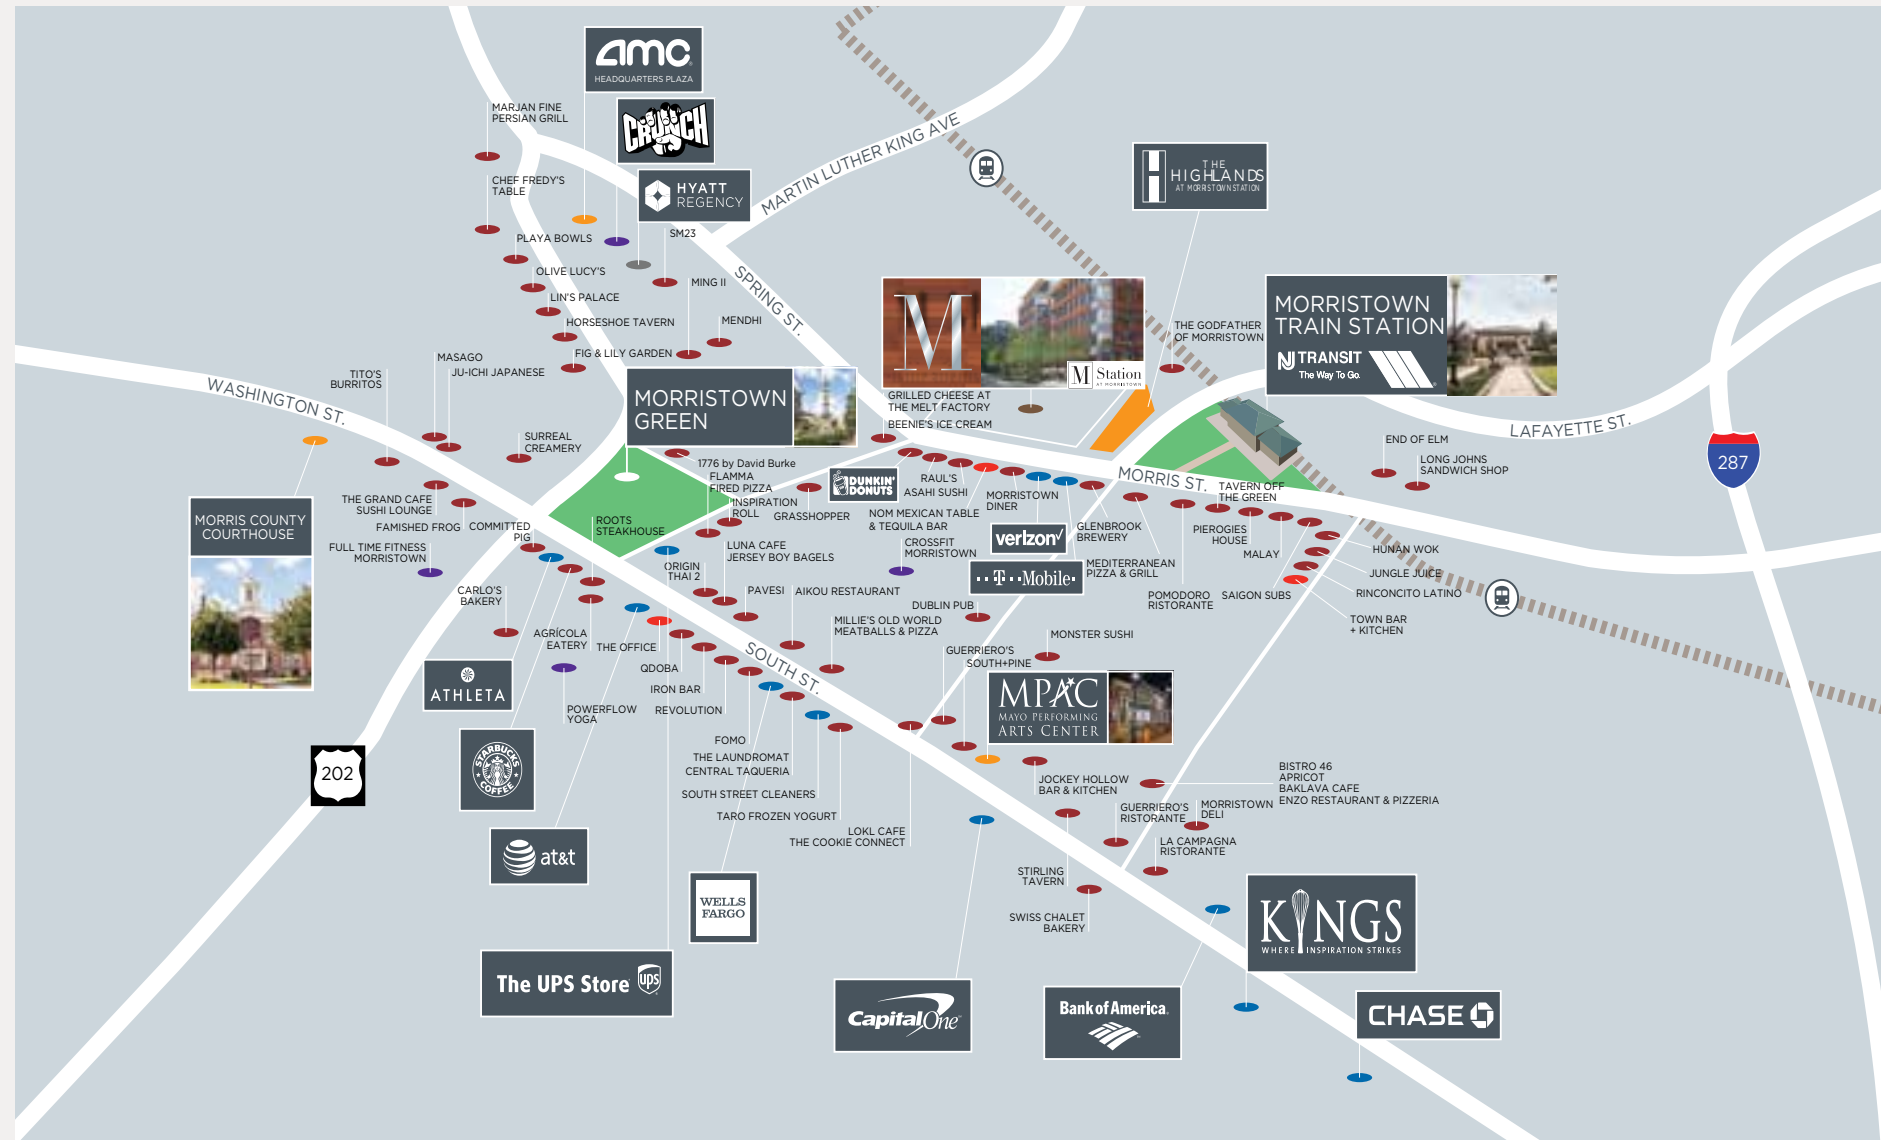 amc
HEADQUARTERS PLAZA
MARJAN FINE
PERSIAN GRILL
CRUNCH
MARTIN LUTHER KING AVE
CHEF FREDY'S
TABLE
HYATT
REGENCY
THE
HIGHLANDS
AT MORRISTOWN STATION
PLAYA BOWLS
SM23
OLIVE LUCY'S
SPRING ST.
MING II
LIN'S PALACE
HORSESHOE TAVERN
MENDHI
FIG & LILY GARDEN
M
M Station
AT MORRISTOWN
THE GODFATHER
OF MORRISTOWN
MORRISTOWN
TRAIN STATION
NJ TRANSIT
The Way To Go.
WASHINGTON ST.
TITO'S
BURRITOS
MASAGO
JU-ICHI JAPANESE
MORRISTOWN
GREEN
GRILLED CHEESE AT
THE MELT FACTORY
BEENIE'S ICE CREAM
LAFAYETTE ST.
SURREAL
CREAMERY
END OF ELM
LONG JOHNS
SANDWICH SHOP
287
1776 by David Burke
FLAMMA
FIRED PIZZA
INSPIRATION
ROLL
GRASSHOPPER
DUNKIN'
DONUTS
RAUL'S
ASAHI SUSHI
MORRISTOWN
DINER
MORRIS ST.
TAVERN OFF
THE GREEN
THE GRAND CAFE
SUSHI LOUNGE
FAMISHED FROG
COMMITTED
PIG
ROOTS
STEAKHOUSE
MORRIS COUNTY
COURTHOUSE
NOM MEXICAN TABLE
& TEQUILA BAR
verizon
GLENBROOK
BREWERY
PIEROGIES
HOUSE
MALAY
HUNAN WOK
FULL TIME FITNESS
MORRISTOWN
LUNA CAFE
JERSEY BOY BAGELS
CROSSFIT
MORRISTOWN
T Mobile
MEDITERRANEAN
PIZZA & GRILL
JUNGLE JUICE
ORIGIN
THAI 2
CARLO'S
BAKERY
PAVESI
AIKOU RESTAURANT
DUBLIN PUB
POMODORO
RISTORANTE
SAIGON SUBS
RINCONCITO LATINO
TOWN BAR
+ KITCHEN
AGRÍCOLA
EATERY
THE OFFICE
MILLIE'S OLD WORLD
MEATBALLS & PIZZA
MONSTER SUSHI
GUERRIERO'S
SOUTH+PINE
SOUTH ST.
QDOBA
IRON BAR
REVOLUTION
ATHLETA
POWERFLOW
YOGA
MPAC
MAYO PERFORMING
ARTS CENTER
FOMO
THE LAUNDROMAT
CENTRAL TAQUERIA
STARBUCKS
COFFEE
202
SOUTH STREET CLEANERS
TARO FROZEN YOGURT
LOKL CAFE
THE COOKIE CONNECT
JOCKEY HOLLOW
BAR & KITCHEN
BISTRO 46
APRICOT
BAKLAVA CAFE
ENZO RESTAURANT & PIZZERIA
GUERRIERO'S
RISTORANTE
MORRISTOWN
DELI
LA CAMPAGNA
RISTORANTE
at&t
STIRLING
TAVERN
WELLS
FARGO
SWISS CHALET
BAKERY
KINGS
WHERE INSPIRATION STRIKES
The UPS Store
ups
Capital One
Bank of America
CHASE